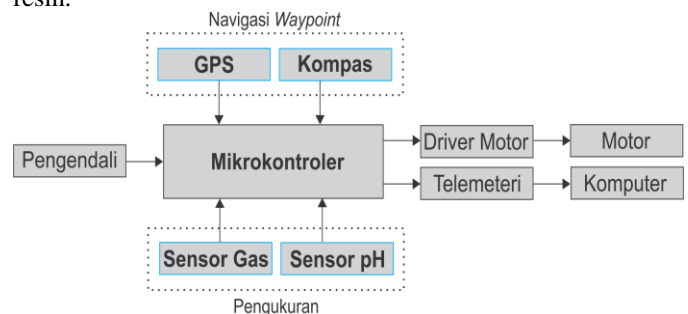 resin.
Navigasi Waypoint
GPS
Kompas
Pengendali
Mikrokontroler
Driver Motor
Motor
Telemeteri
Komputer
Sensor Gas
Sensor pH
Pengukuran